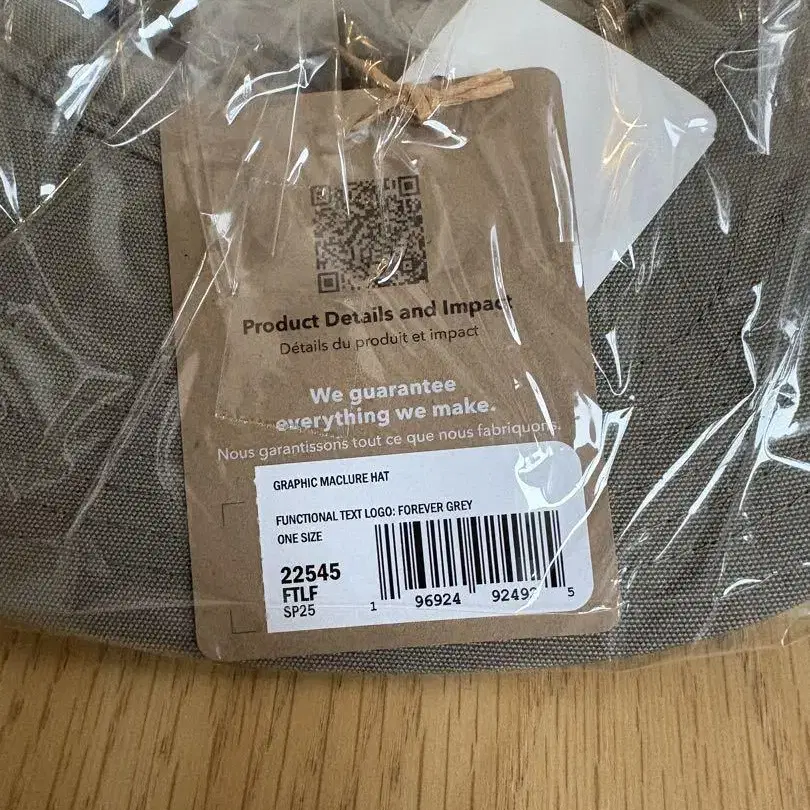 Product Details and Impact
Détails du produit et impact
We guarantee
everything we make.
Nous garantissons tout ce que nous fabriquons.
GRAPHIC MACLURE HAT
FUNCTIONAL TEXT LOGO: FOREVER GREY
ONE SIZE
22545
FTLF
SP25
1 96924 92492 5